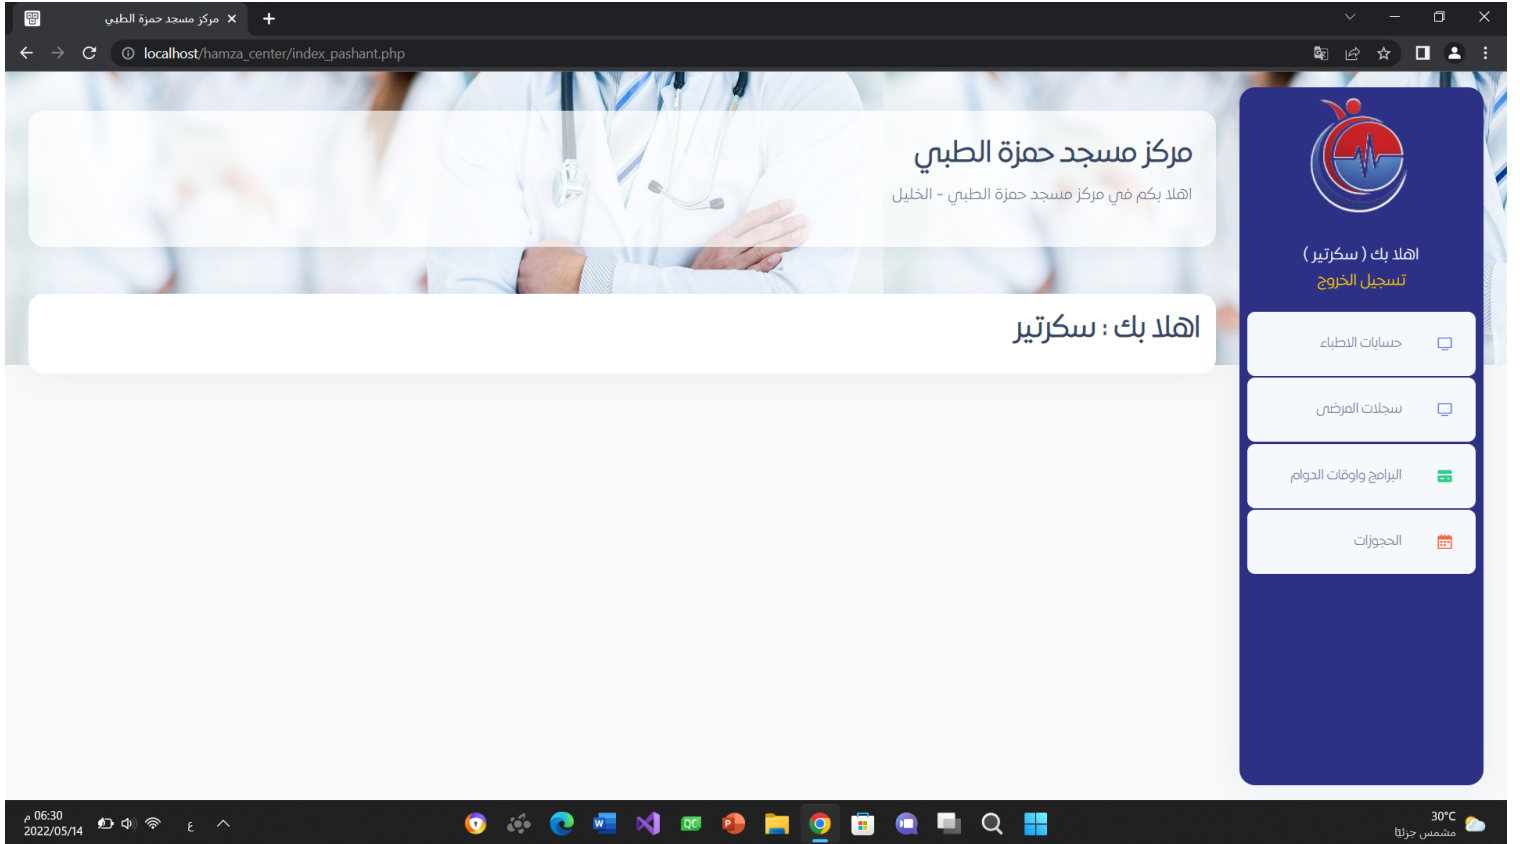 مركز مسجد حمزة الطبي
localhost/hamza_center/index_pashant.php
مركز مسجد حمزة الطبي
اهلا بكم في مركز مسجد حمزة الطبي - الخليل
اهلا بك : سكرتير
اهلا بك ( سكرتير )
تسجيل الخروج
حسابات الاطباء
سجلات المرضى
البرامج واوقات الدوام
الحجوزات
06:30 م
2022/05/14
ع
W
QC
P
30°C
مشمس جزئيًا